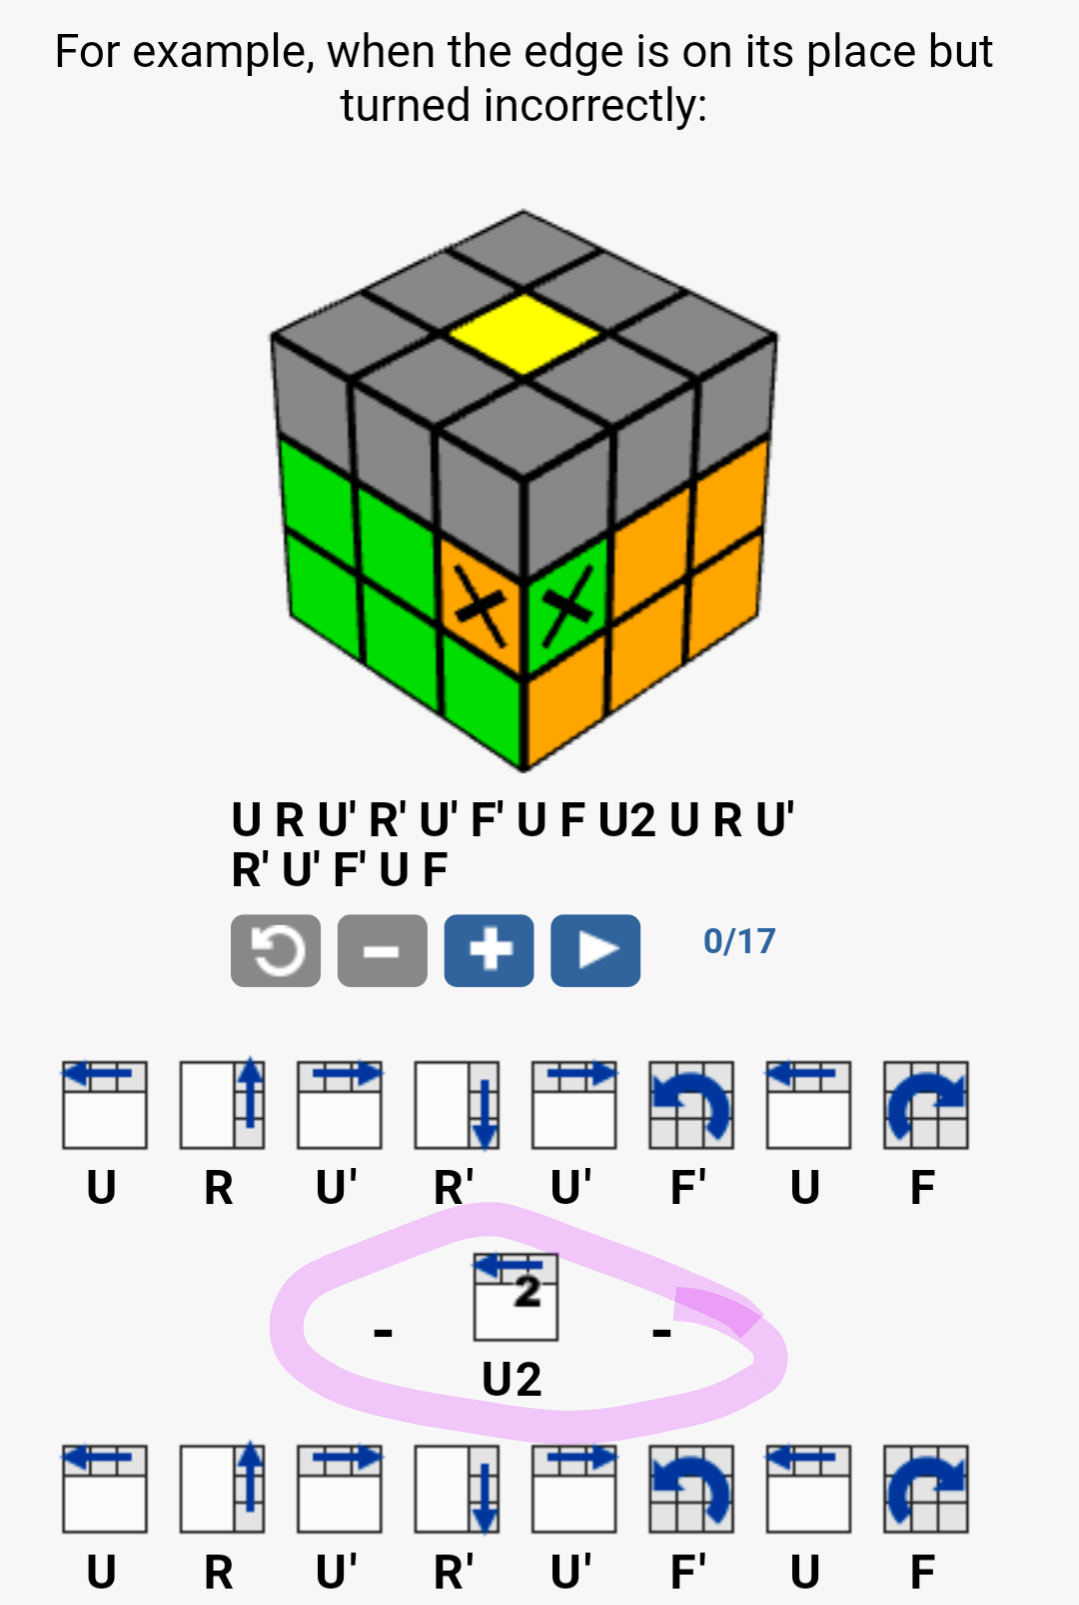 For example, when the edge is on its place but
turned incorrectly:
U R U' R' U' F' U F U2 U R U'
R' U' F' U F
0/17
U R U' R' U' F' U F
- 2 -
U2
U R U' R' U' F' U F